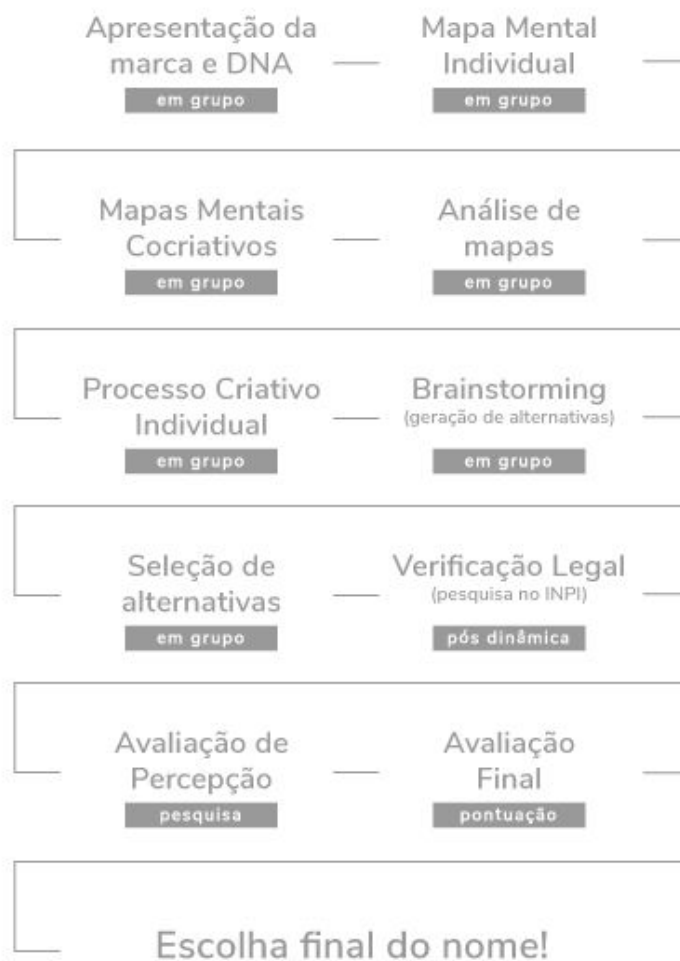 Apresentação da
marca e DNA
em grupo
Mapa Mental
Individual
em grupo
Mapas Mentais
Cocriativos
em grupo
Análise de
mapas
em grupo
Processo Criativo
Individual
em grupo
Brainstorming
(geração de alternativas)
em grupo
Seleção de
alternativas
em grupo
Verificação Legal
(pesquisa no INPI)
pós dinâmica
Avaliação de
Percepção
pesquisa
Avaliação
Final
pontuação
Escolha final do nome!